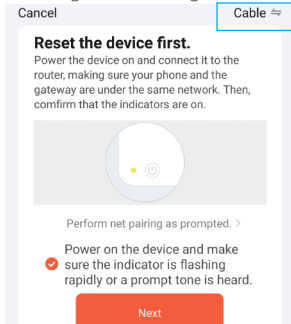 Cancel
Cable
Reset the device first.
Power the device on and connect it to the
router, making sure your phone and the
gateway are under the same network. Then,
comfirm that the indicators are on.
Perform net pairing as prompted. >
Power on the device and make
sure the indicator is flashing
rapidly or a prompt tone is heard.
Next